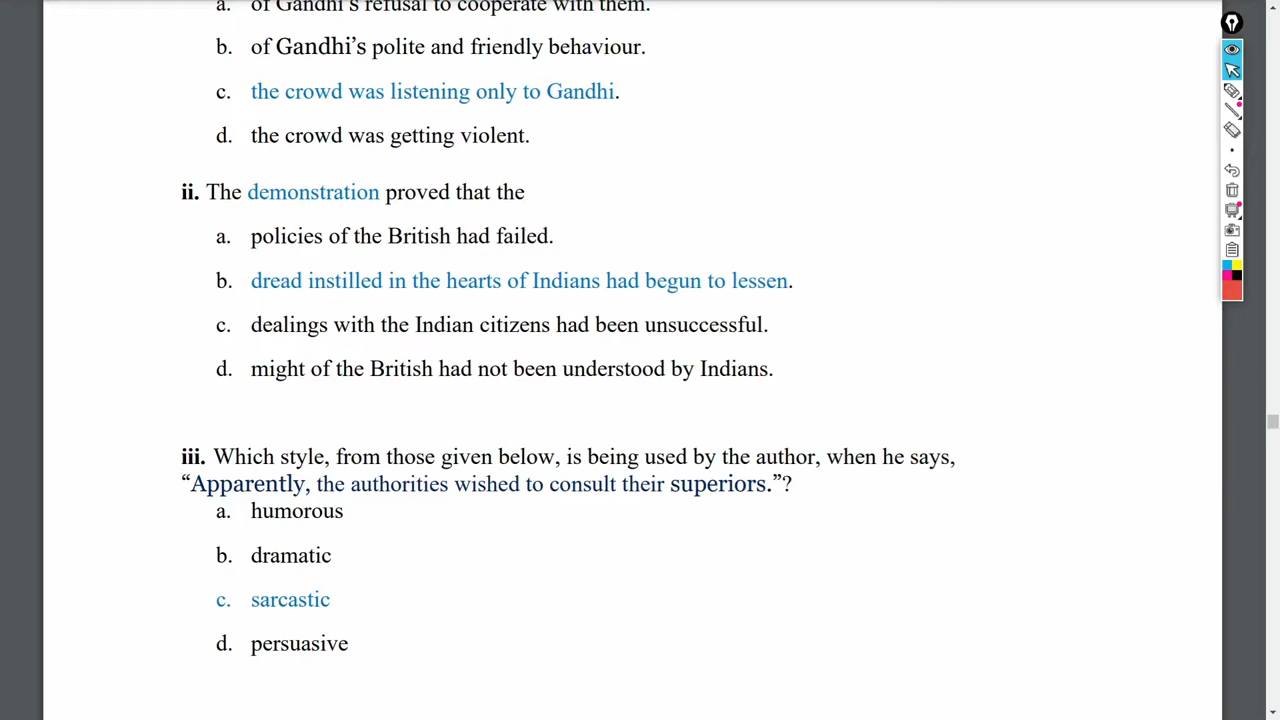 a. of Gandhi's refusal to cooperate with them.
b. of Gandhi's polite and friendly behaviour.
c. the crowd was listening only to Gandhi.
d. the crowd was getting violent.
ii. The demonstration proved that the
a. policies of the British had failed.
b. dread instilled in the hearts of Indians had begun to lessen.
c. dealings with the Indian citizens had been unsuccessful.
d. might of the British had not been understood by Indians.
iii. Which style, from those given below, is being used by the author, when he says,
“Apparently, the authorities wished to consult their superiors.”?
a. humorous
b. dramatic
c. sarcastic
d. persuasive